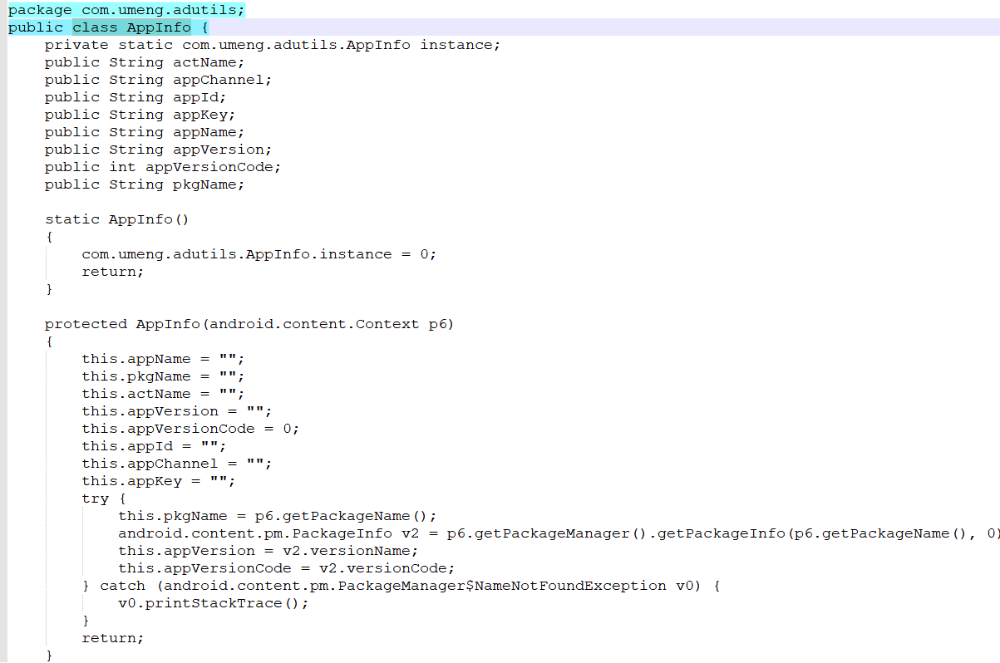 package com.umeng.adutils;
public class AppInfo {
    private static com.umeng.adutils.AppInfo instance;
    public String actName;
    public String appChannel;
    public String appId;
    public String appKey;
    public String appName;
    public String appVersion;
    public int appVersionCode;
    public String pkgName;

    static AppInfo()
    {
        com.umeng.adutils.AppInfo.instance = 0;
        return;
    }

    protected AppInfo(android.content.Context p6)
    {
        this.appName = "";
        this.pkgName = "";
        this.actName = "";
        this.appVersion = "";
        this.appVersionCode = 0;
        this.appId = "";
        this.appChannel = "";
        this.appKey = "";
        try {
            this.pkgName = p6.getPackageName();
            android.content.pm.PackageInfo v2 = p6.getPackageManager().getPackageInfo(p6.getPackageName(), 0)
            this.appVersion = v2.versionName;
            this.appVersionCode = v2.versionCode;
        } catch (android.content.pm.PackageManager$NameNotFoundException v0) {
            v0.printStackTrace();
        }
        return;
    }